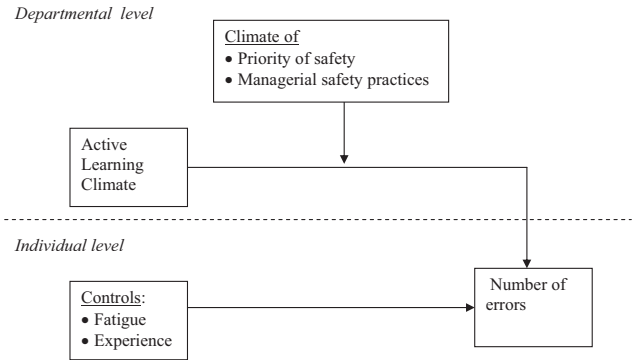 Departmental level
Climate of
• Priority of safety
• Managerial safety practices
Active
Learning
Climate
Individual level
Controls:
• Fatigue
• Experience
Number of
errors